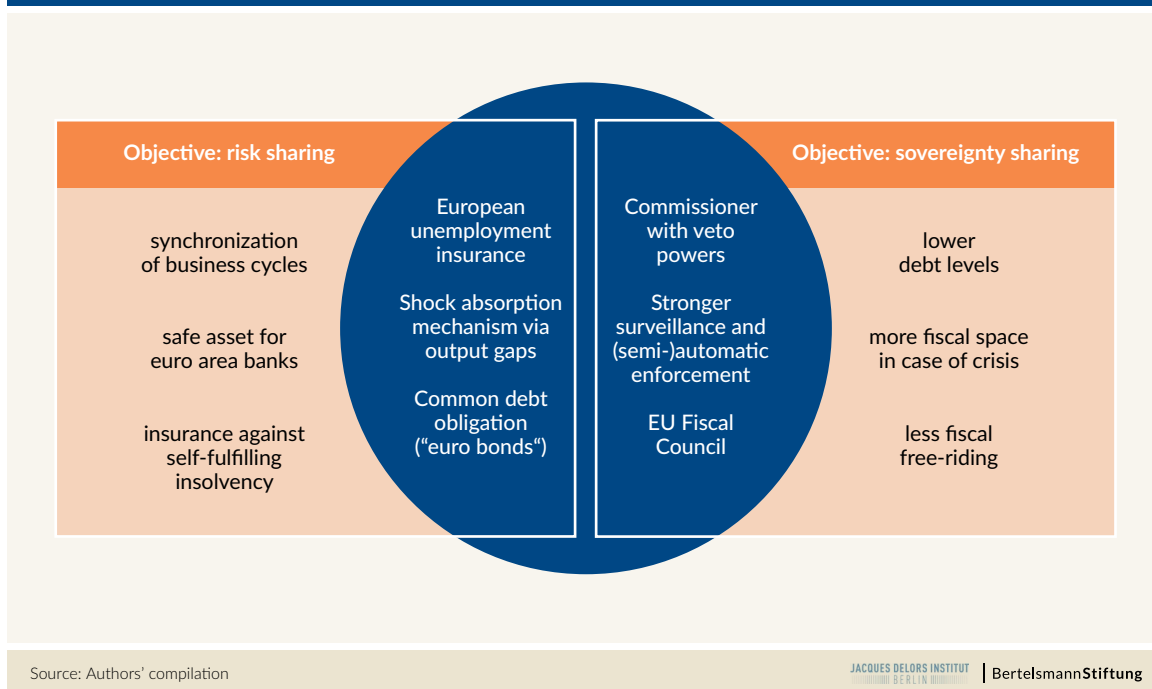 Objective: risk sharing
synchronization
of business cycles
safe asset for
euro area banks
insurance against
self-fulfilling
insolvency
European
unemployment
insurance
Shock absorption
mechanism via
output gaps
Common debt
obligation
(“euro bonds“)
Objective: sovereignty sharing
Commissioner
with veto
powers
Stronger
surveillance and
(semi-)automatic
enforcement
EU Fiscal
Council
lower
debt levels
more fiscal space
in case of crisis
less fiscal
free-riding
Source: Authors’ compilation
JACQUES DELORS INSTITUT
BERLIN
BertelsmannStiftung